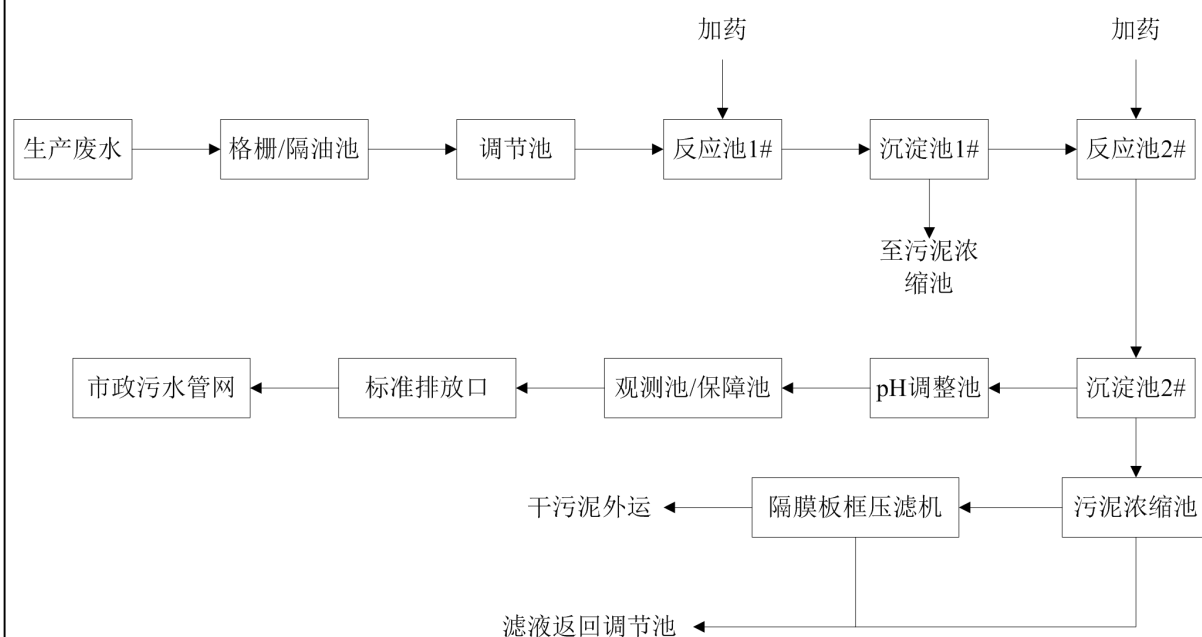 加药
加药
生产废水
格栅/隔油池
调节池
反应池1#
沉淀池1#
反应池2#
至污泥浓
缩池
市政污水管网
标准排放口
观测池/保障池
pH调整池
沉淀池2#
干污泥外运
隔膜板框压滤机
污泥浓缩池
滤液返回调节池